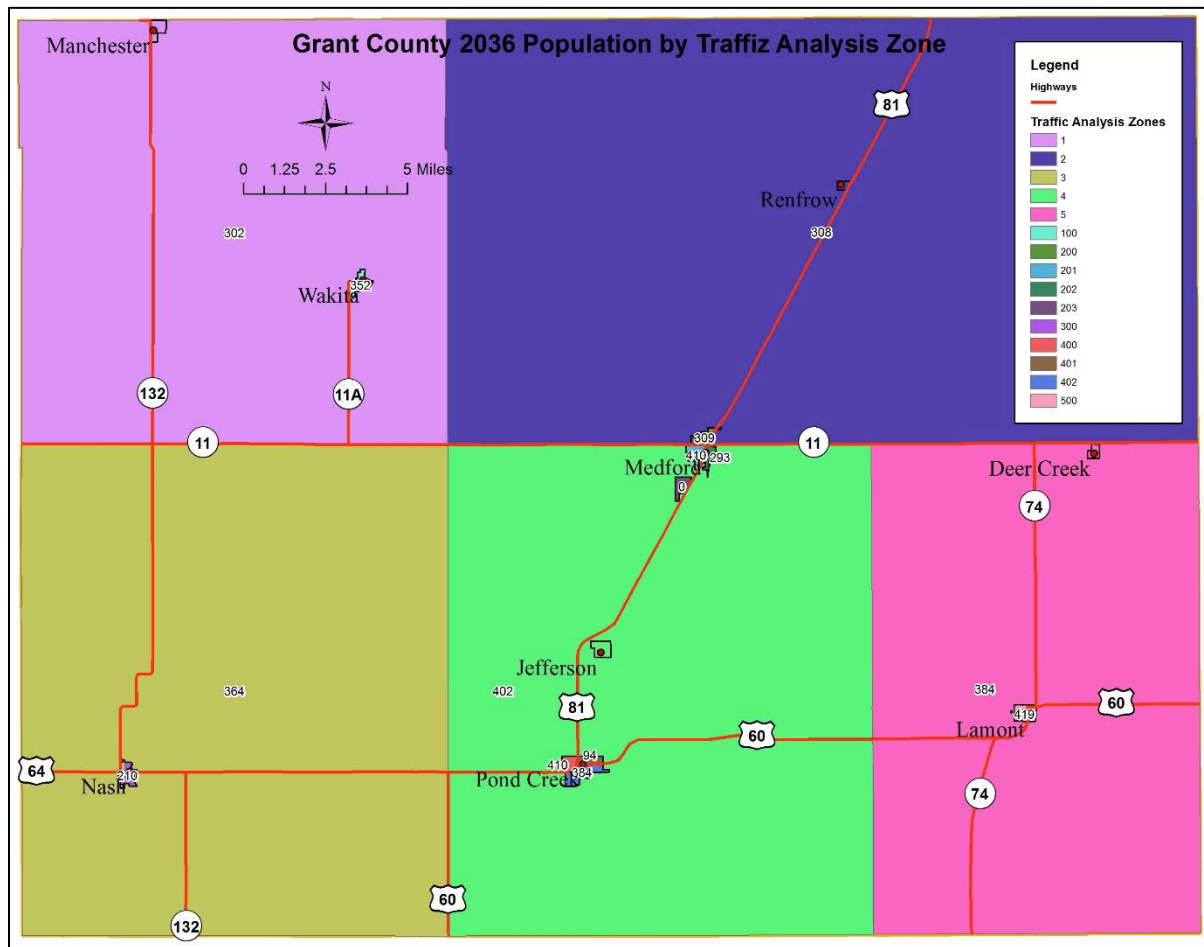 Grant County 2036 Population by Traffiz Analysis Zone
Manchester
N
0 1.25 2.5 5 Miles
81
Renfrow
302
308
352
Wakita
132
11A
11
309
11
410
293
Medford
0
Deer Creek
74
Jefferson
364
402
81
384
419
60
Lamont
60
64
210
Nash
410
94
384
Pond Creek
74
60
132
Legend
Highways
Traffic Analysis Zones
1
2
3
4
5
100
200
201
202
203
300
400
401
402
500